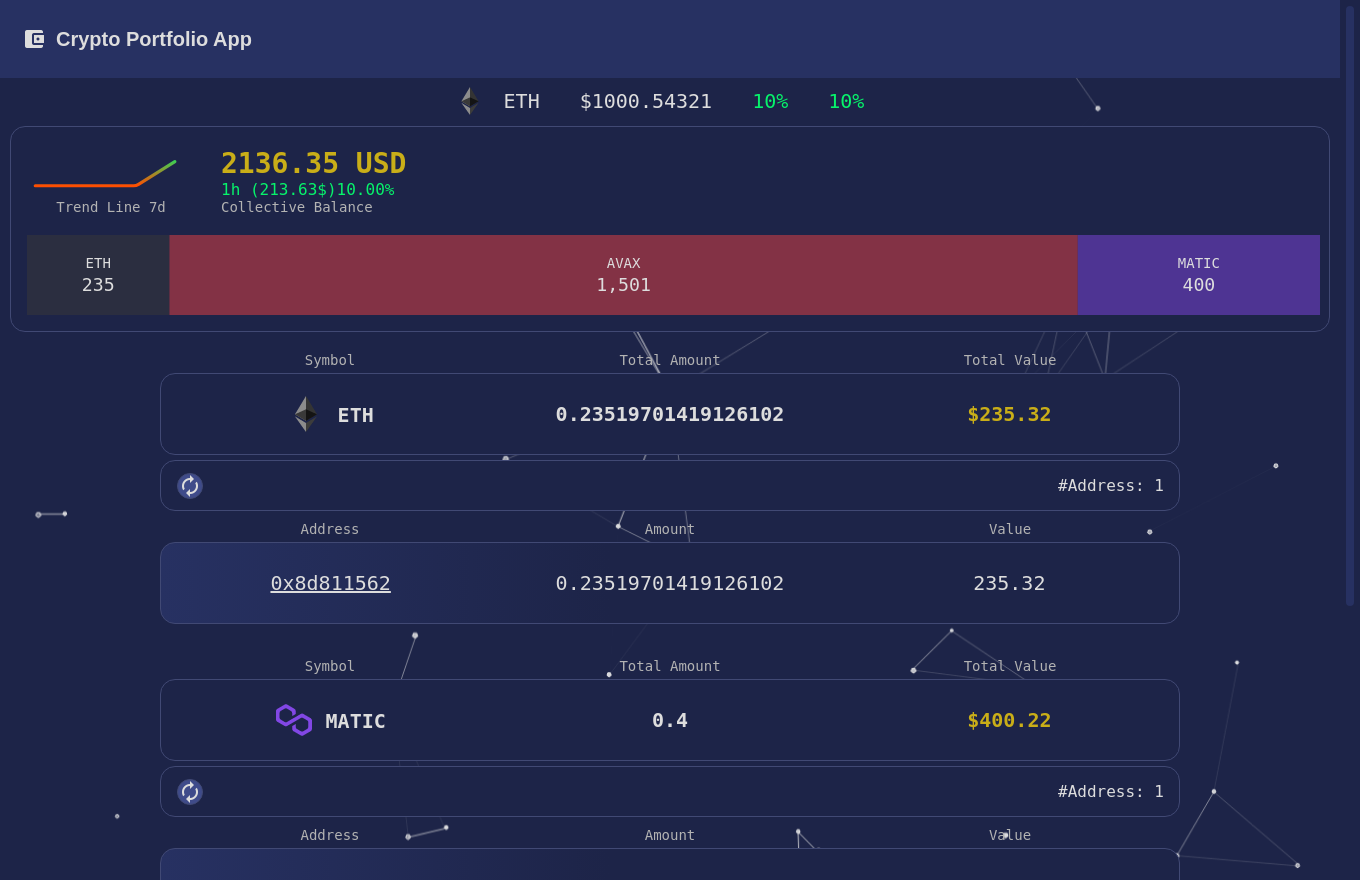 Crypto Portfolio App
ETH $1000.54321 10% 10%
2136.35 USD
1h (213.63$)10.00%
Trend Line 7d Collective Balance
ETH AVAX MATIC
235 1,501 400
Symbol Total Amount Total Value
ETH 0.23519701419126102 $235.32
#Address: 1
Address Amount Value
0x8d811562 0.23519701419126102 235.32
Symbol Total Amount Total Value
MATIC 0.4 $400.22
#Address: 1
Address Amount Value